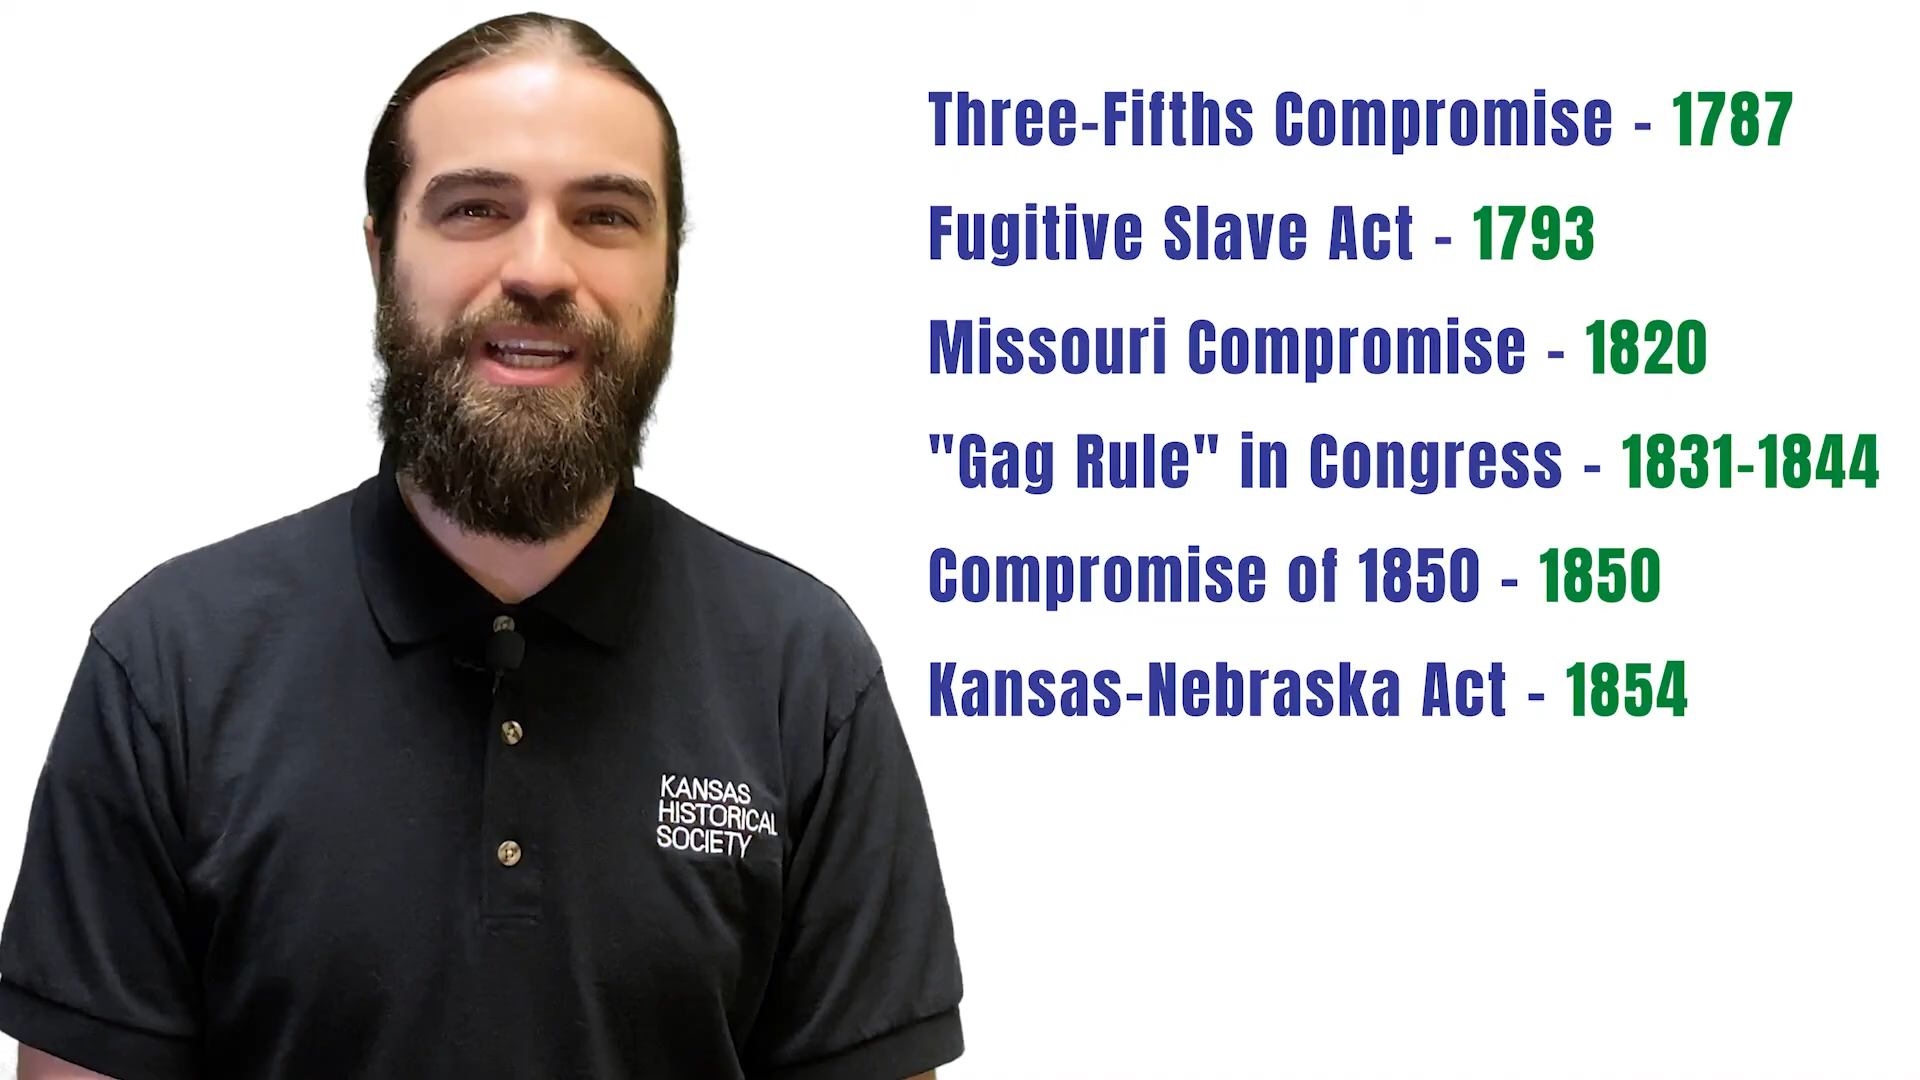 Three-Fifths Compromise - 1787
Fugitive Slave Act - 1793
Missouri Compromise - 1820
"Gag Rule" in Congress - 1831-1844
Compromise of 1850 - 1850
Kansas-Nebraska Act - 1854
KANSAS
HISTORICAL
SOCIETY